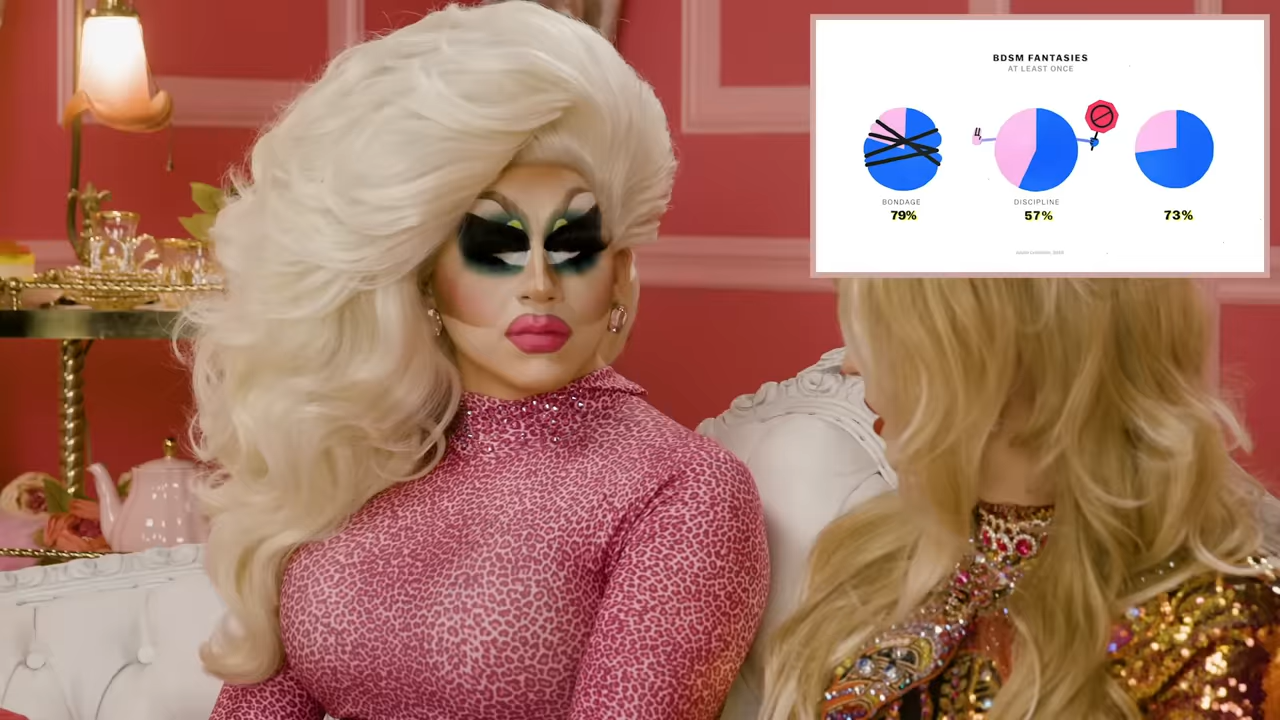 BDSM FANTASIES
AT LEAST ONCE
BONDAGE
DISCIPLINE
79%
57%
73%